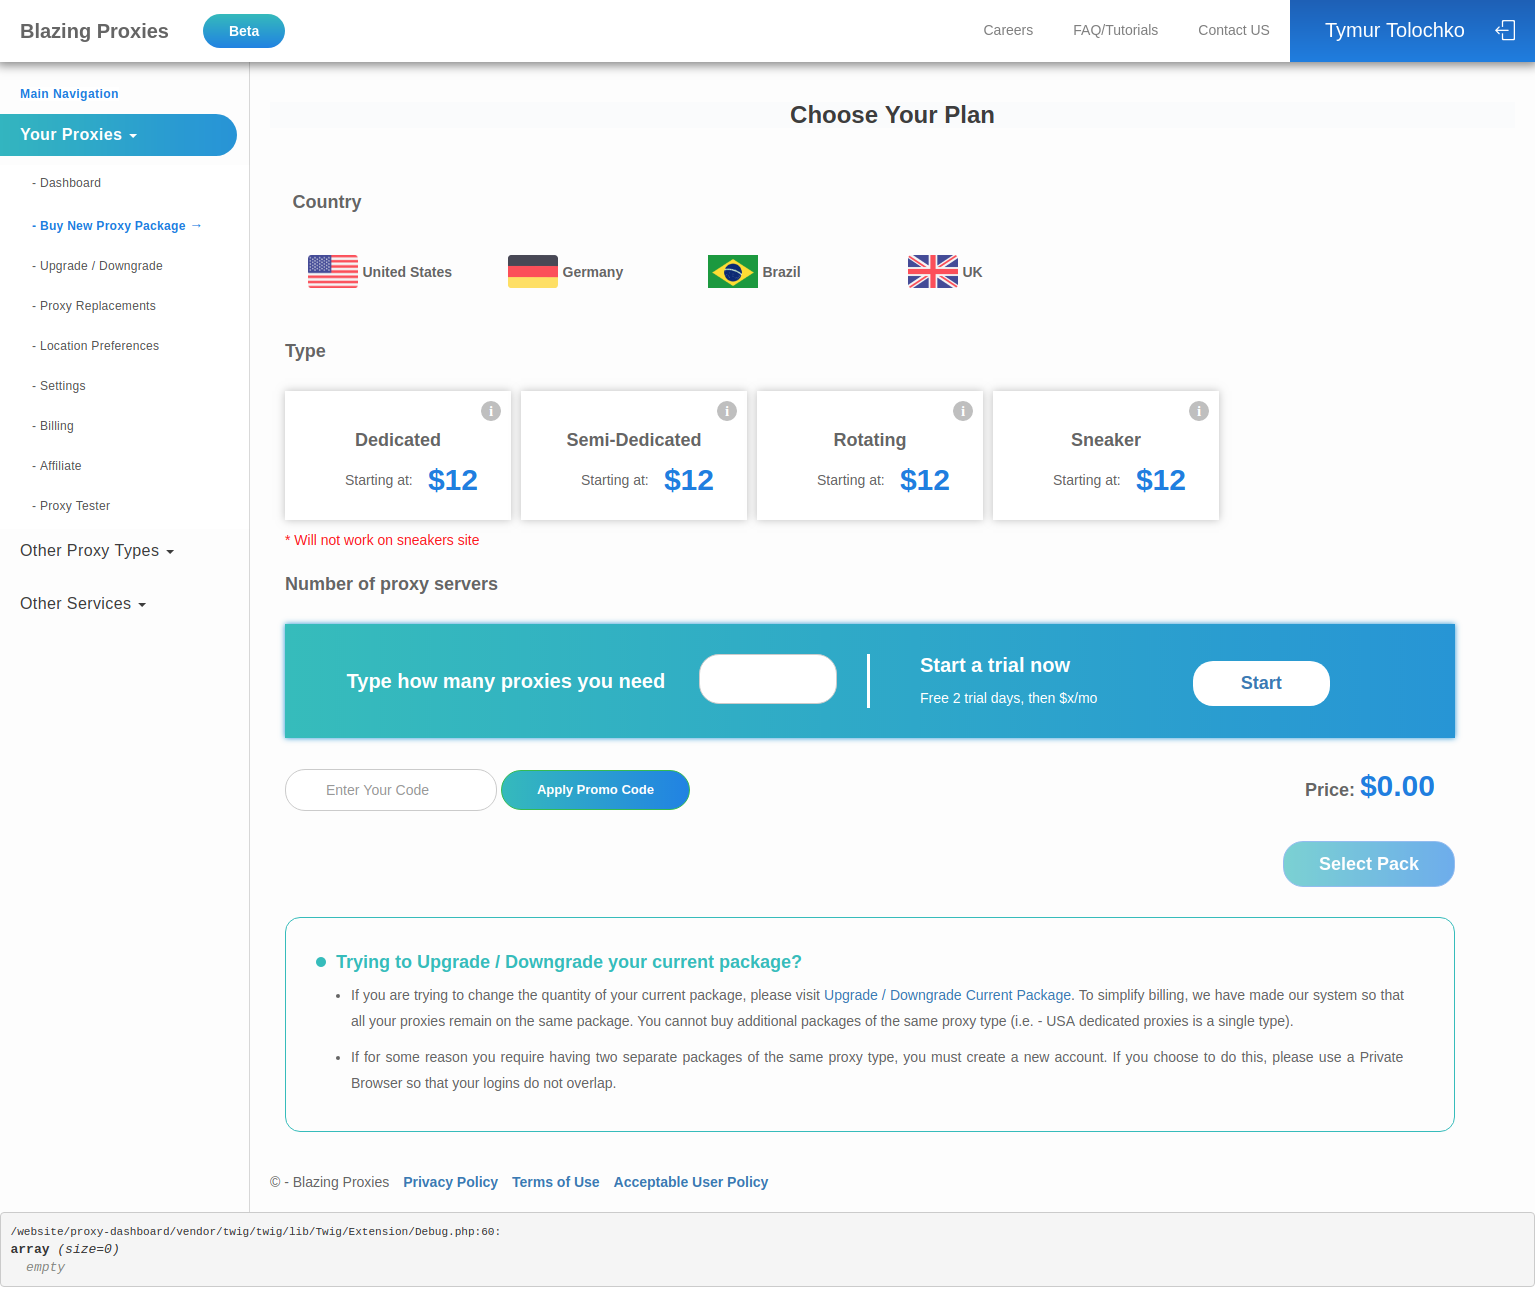 Blazing Proxies Beta Careers FAQ/Tutorials Contact US Tymur Tolochko
Main Navigation
Your Proxies
- Dashboard
- Buy New Proxy Package →
- Upgrade / Downgrade
- Proxy Replacements
- Location Preferences
- Settings
- Billing
- Affiliate
- Proxy Tester
Other Proxy Types
Other Services
Choose Your Plan
Country
United States Germany Brazil UK
Type
i i i i
Dedicated Semi-Dedicated Rotating Sneaker
Starting at: $12 Starting at: $12 Starting at: $12 Starting at: $12
* Will not work on sneakers site
Number of proxy servers
Type how many proxies you need
Start a trial now
Free 2 trial days, then $x/mo
Start
Enter Your Code Apply Promo Code Price: $0.00
Select Pack
Trying to Upgrade / Downgrade your current package?
• If you are trying to change the quantity of your current package, please visit Upgrade / Downgrade Current Package. To simplify billing, we have made our system so that
all your proxies remain on the same package. You cannot buy additional packages of the same proxy type (i.e. - USA dedicated proxies is a single type).
• If for some reason you require having two separate packages of the same proxy type, you must create a new account. If you choose to do this, please use a Private
Browser so that your logins do not overlap.
© - Blazing Proxies Privacy Policy Terms of Use Acceptable User Policy
/website/proxy-dashboard/vendor/twig/twig/lib/Twig/Extension/Debug.php:60:
array (size=0)
empty